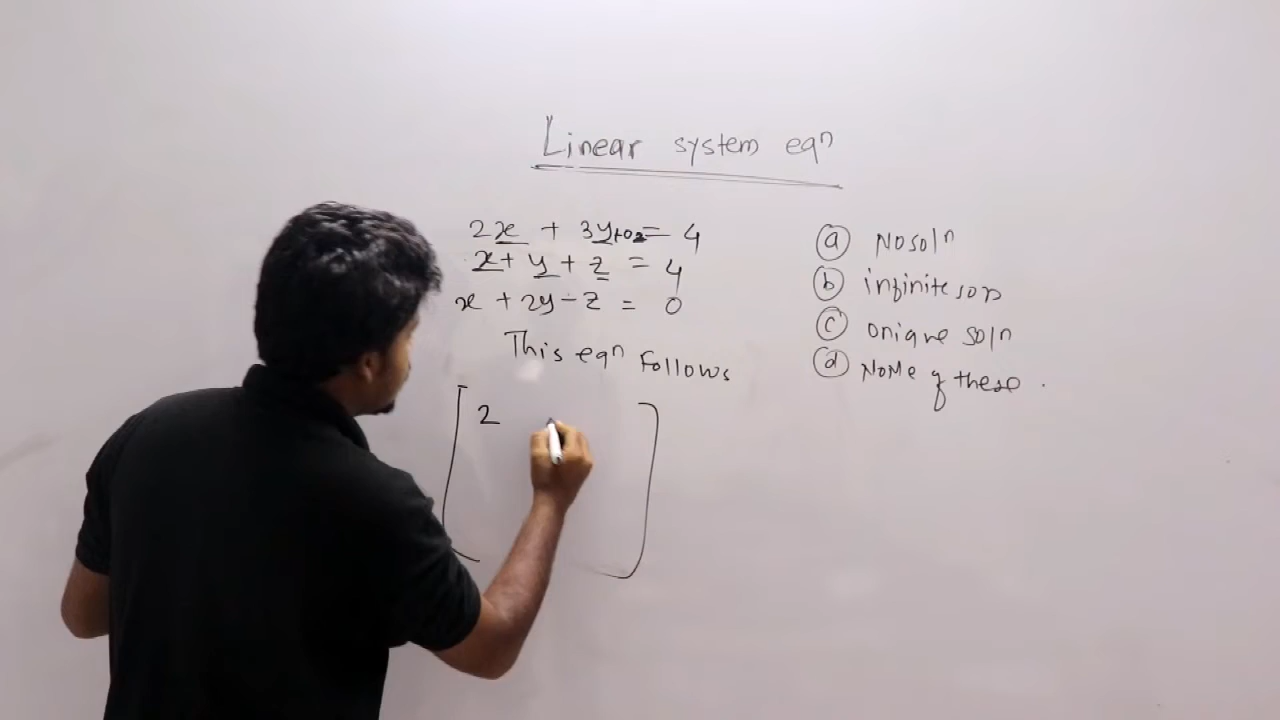 Linear system eqn
2x + 3y+0z = 4
x + y + z = 4
x + 2y - z = 0
This eqn Follows
2
(a) No soln
(b) infinite son
(c) unique soln
(d) NoNe of these.